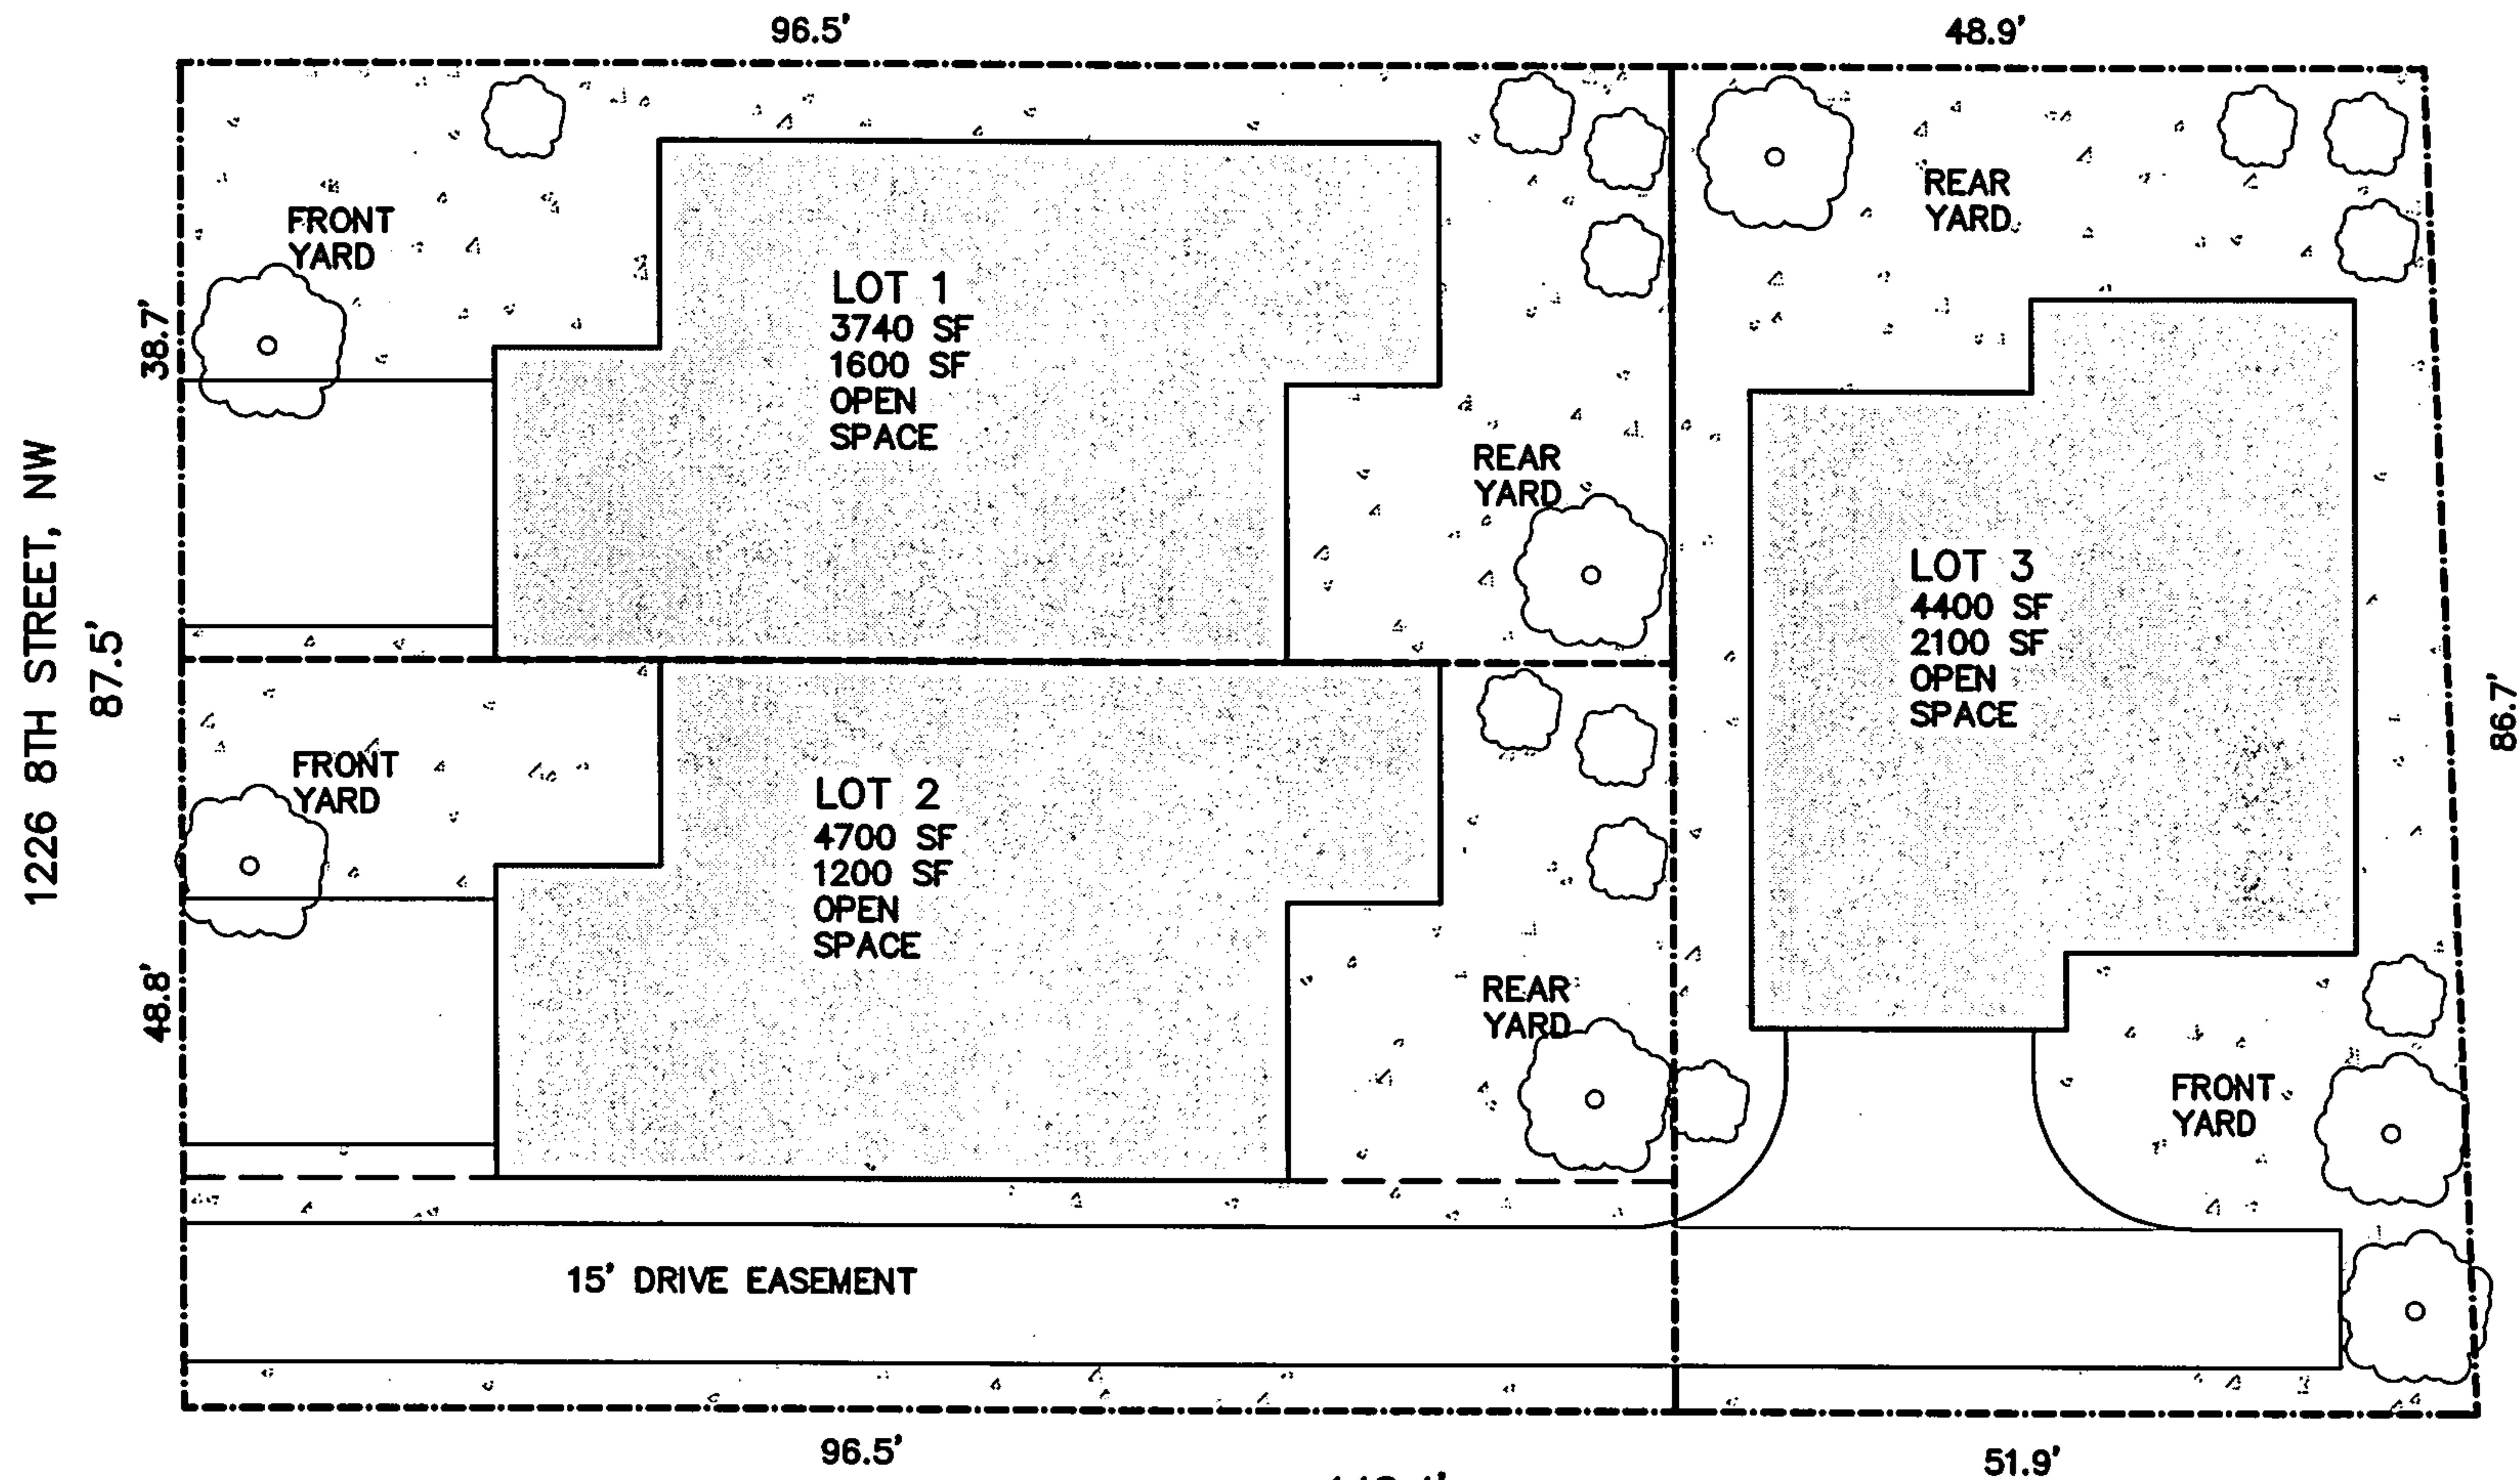 96.5'
48.9'
FRONT
YARD
REAR
YARD
LOT 1
3740 SF
1600 SF
OPEN
SPACE
38.7'
REAR
YARD
1226 8TH STREET, NW
87.5'
LOT 3
4400 SF
2100 SF
OPEN
SPACE
86.7'
FRONT
YARD
LOT 2
4700 SF
1200 SF
OPEN
SPACE
48.8'
REAR
YARD
FRONT
YARD
15' DRIVE EASEMENT
96.5'
51.9'